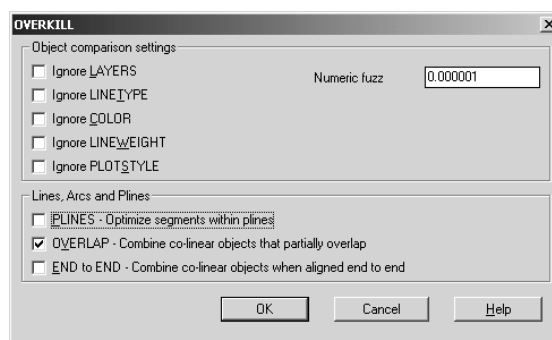 OVERKILL
Object comparison settings
Ignore LAYERS
Numeric fuzz 0.000001
Ignore LINETYPE
Ignore COLOR
Ignore LINEWEIGHT
Ignore PLOTSTYLE
Lines, Arcs and Plines
PLINES - Optimize segments within plines
OVERLAP - Combine co-linear objects that partially overlap
END to END - Combine co-linear objects when aligned end to end
OK Cancel Help